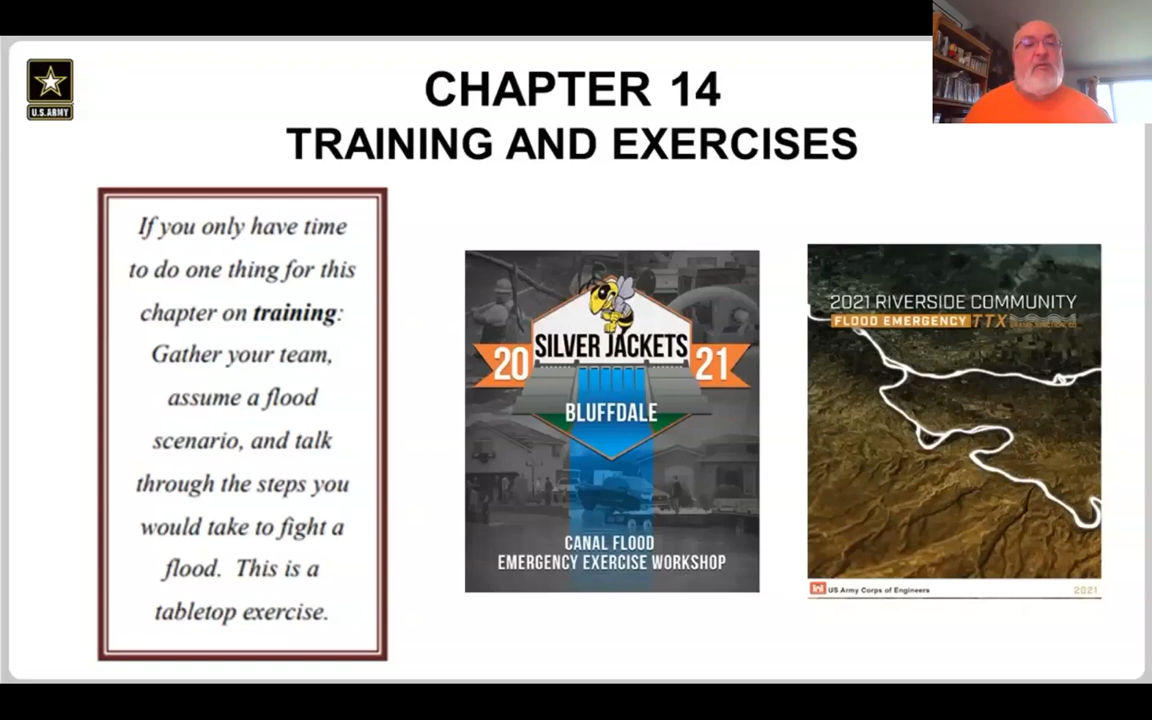 U.S.ARMY
CHAPTER 14
TRAINING AND EXERCISES
If you only have time
to do one thing for this
chapter on training:
Gather your team,
assume a flood
scenario, and talk
through the steps you
would take to fight a
flood. This is a
tabletop exercise.
SILVER JACKETS
20 21
BLUFFDALE
CANAL FLOOD
EMERGENCY EXERCISE WORKSHOP
2021 RIVERSIDE COMMUNITY
FLOOD EMERGENCY TTX GRAND JUNCTION, CO
US Army Corps of Engineers
2021